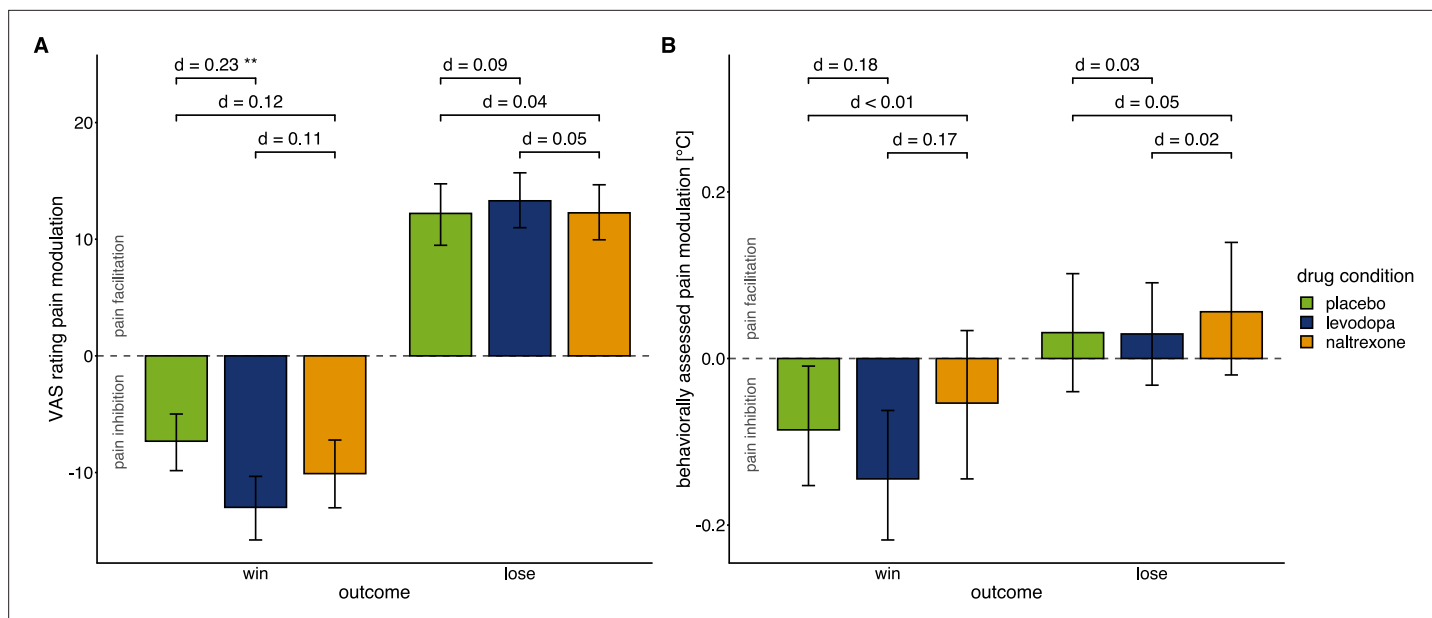 A
VAS rating pain modulation
pain facilitation
pain inhibition
20
10
0
-10
d = 0.23 **
d = 0.12
d = 0.11
d = 0.09
d = 0.04
d = 0.05
win
lose
outcome
B
behaviorally assessed pain modulation [°C]
pain facilitation
pain inhibition
0.2
0.0
-0.2
d = 0.18
d < 0.01
d = 0.17
d = 0.03
d = 0.05
d = 0.02
win
lose
outcome
drug condition
placebo
levodopa
naltrexone